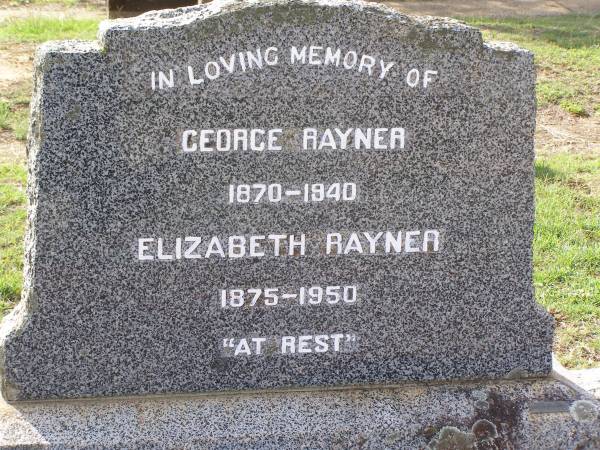 IN LOVING MEMORY OF
GEORGE RAYNER
1870-1940
ELIZABETH RAYNER
1875-1950
"AT REST"